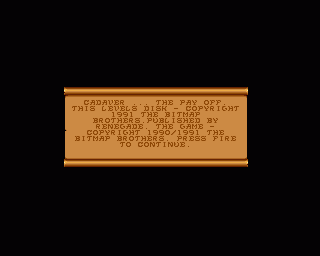 CADAVER ... THE PAY OFF.
THIS LEVELS DISK - COPYRIGHT
1991 THE BITMAP
BROTHERS.PUBLISHED BY
RENEGADE. THE GAME -
COPYRIGHT 1990/1991 THE
BITMAP BROTHERS. PRESS FIRE
TO CONTINUE.